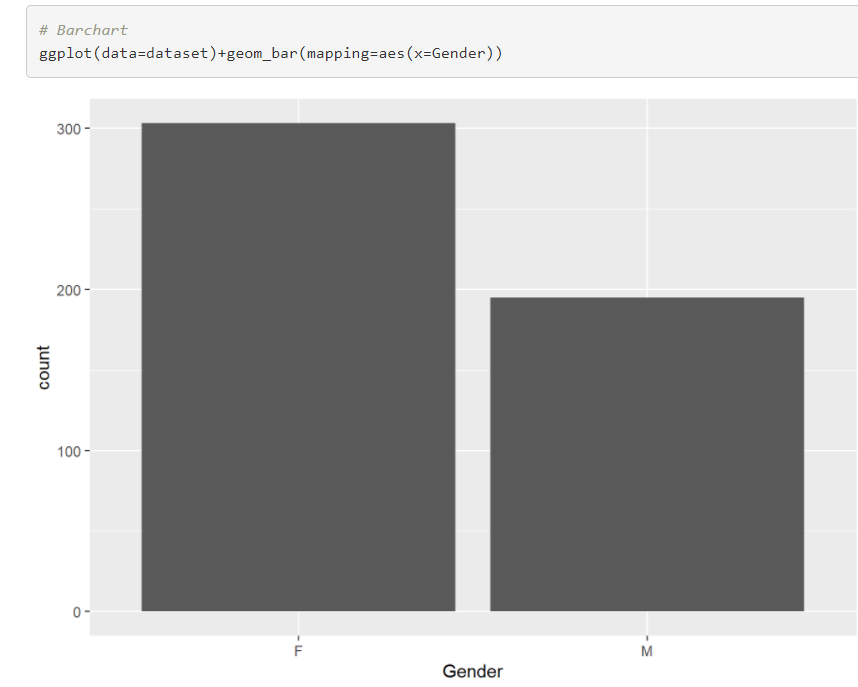 # Barchart
ggplot(data=dataset)+geom_bar(mapping=aes(x=Gender))
300
200
100
0
count
F
M
Gender